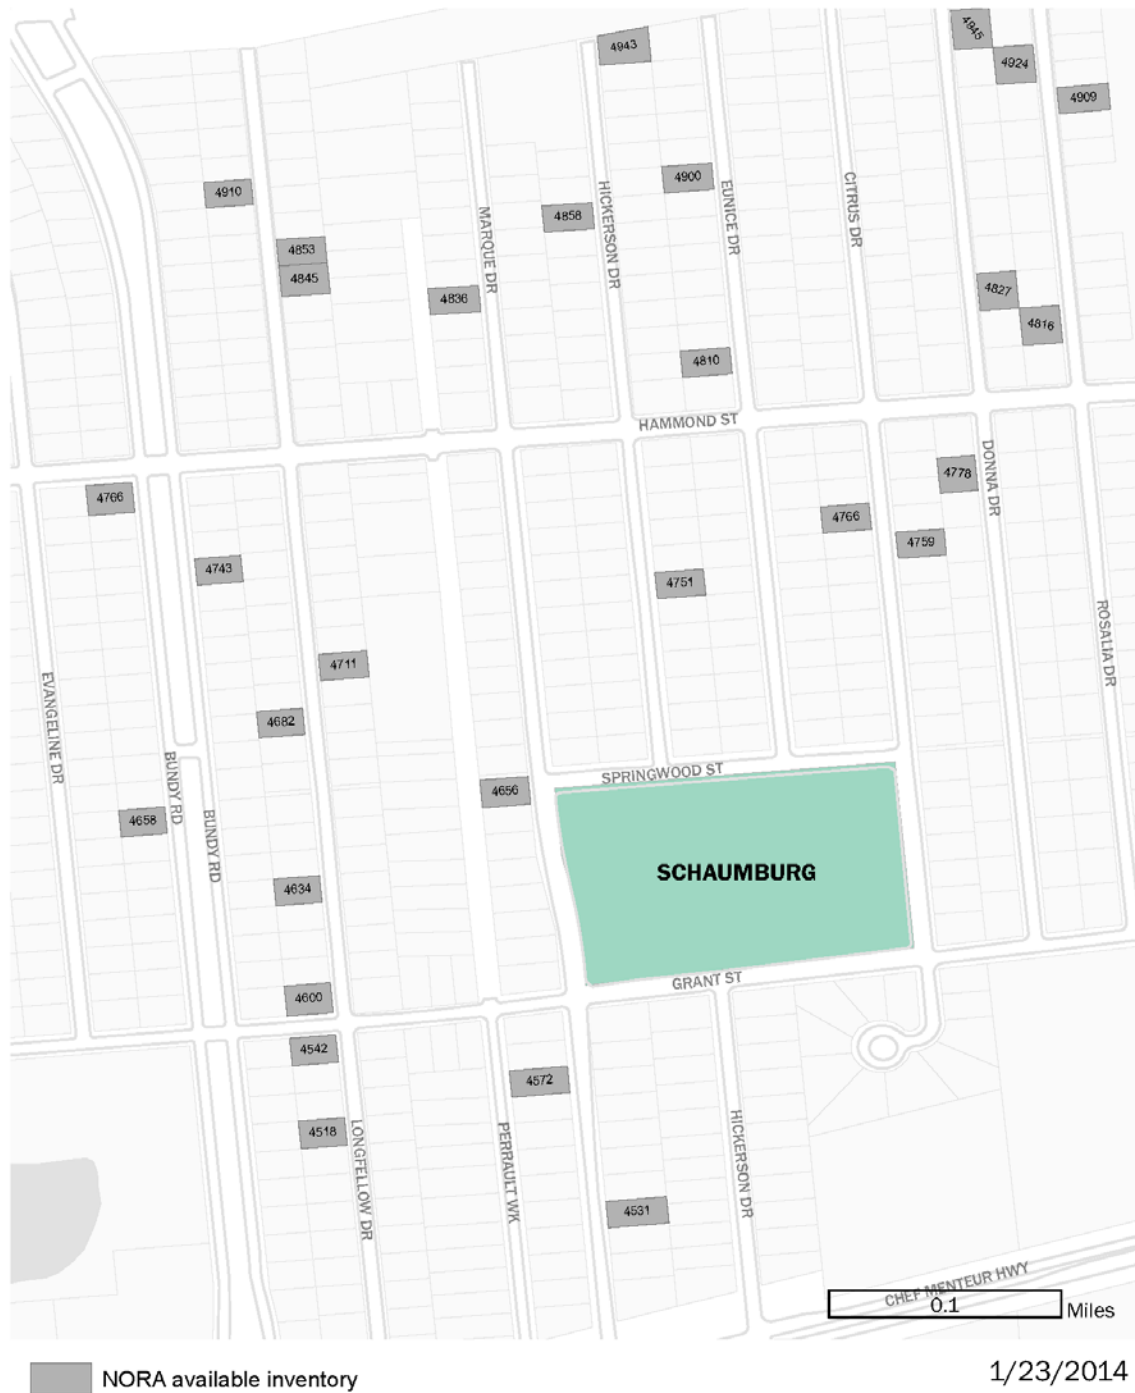 4943
4945
4924
4909
4910
4900
4858
4853
4845
4836
4827
4816
4810
MARQUE DR
HICKERSON DR
EUNICE DR
CITRUS DR
HAMMOND ST
4766
4778
DONNA DR
4766
4759
4743
4751
4711
ROSALIA DR
4682
EVANGELINE DR
BUNDY RD
BUNDY RD
SPRINGWOOD ST
4656
4658
SCHAUMBURG
4634
GRANT ST
4600
4542
4572
4518
LONGFELLOW DR
PERRAULT WK
HICKERSON DR
4531
CHEF MENTEUR HWY
0.1 Miles
NORA available inventory
1/23/2014